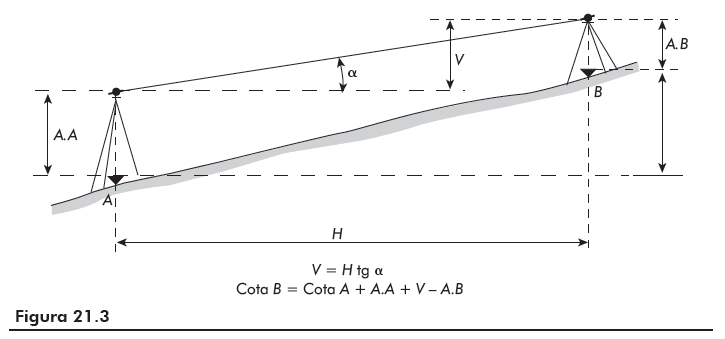 A.B
V
α
B
A.A
A
H
V = H tg α
Cota B = Cota A + A.A + V – A.B
Figura 21.3